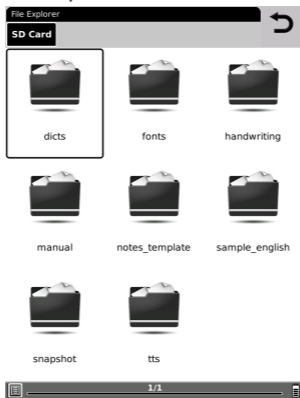 File Explorer
SD Card
dicts fonts handwriting
manual notes_template sample_english
snapshot tts
1/1